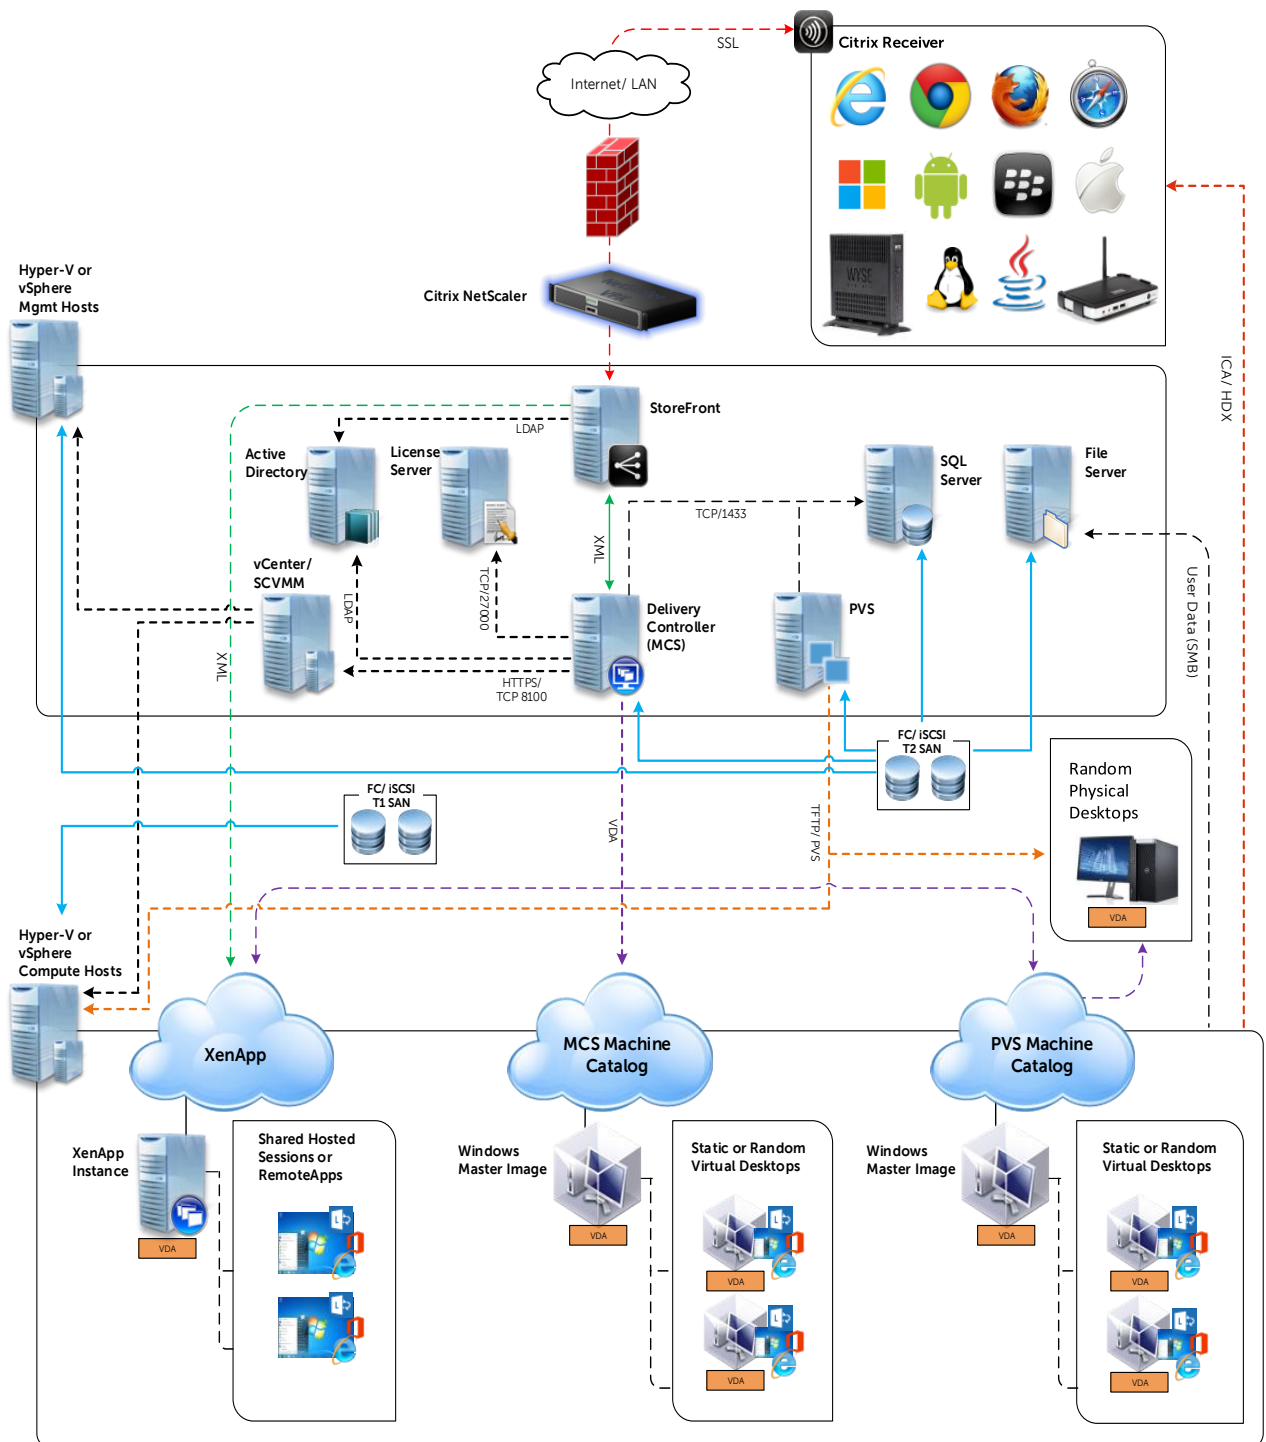 SSL
Citrix Receiver
Internet/ LAN
WYSE
Hyper-V or
vSphere
Mgmt Hosts
Citrix NetScaler
ICA/ HDX
StoreFront
LDAP
Active
Directory
License
Server
SQL
Server
File
Server
TCP/1433
XML
vCenter/
SCVMM
TCP/27000
LDAP
Delivery
Controller
(MCS)
PVS
User Data (SMB)
XML
HTTPS/
TCP 8100
FC/ iSCSI
T2 SAN
Random
Physical
Desktops
FC/ iSCSI
T1 SAN
VDA
TFTP/ PVS
VDA
Hyper-V or
vSphere
Compute Hosts
XenApp
MCS Machine
Catalog
PVS Machine
Catalog
XenApp
Instance
VDA
Shared Hosted
Sessions or
RemoteApps
Windows
Master Image
VDA
Static or Random
Virtual Desktops
VDA
VDA
Windows
Master Image
VDA
Static or Random
Virtual Desktops
VDA
VDA